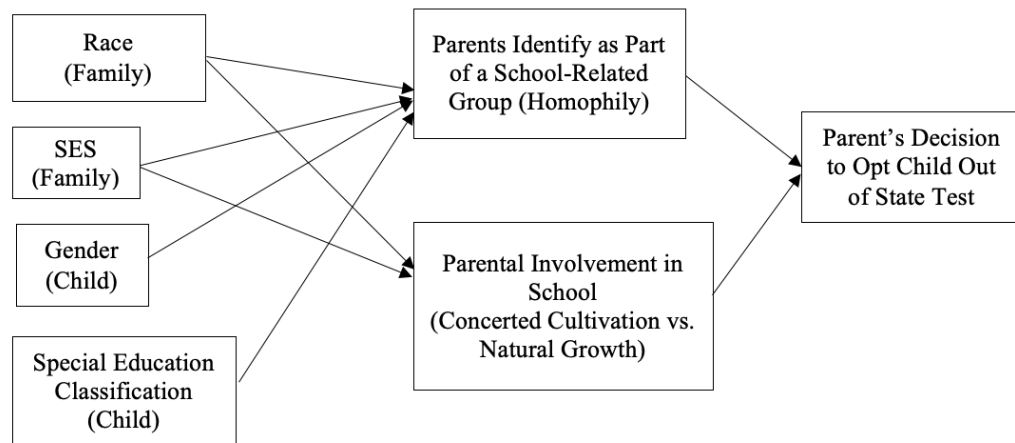 Race
(Family)
SES
(Family)
Gender
(Child)
Special Education
Classification
(Child)
Parents Identify as Part
of a School-Related
Group (Homophily)
Parental Involvement in
School
(Concerted Cultivation vs.
Natural Growth)
Parent’s Decision
to Opt Child Out
of State Test